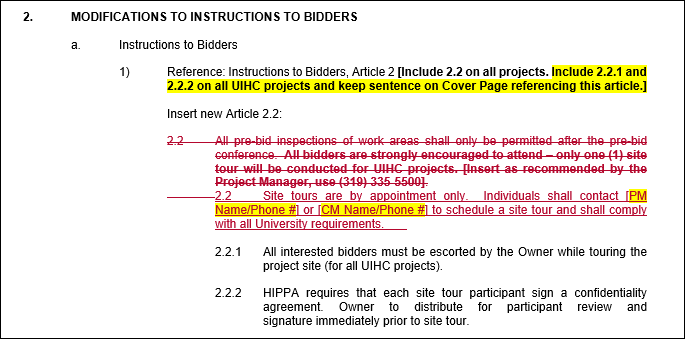 2. MODIFICATIONS TO INSTRUCTIONS TO BIDDERS
a. Instructions to Bidders
1) Reference: Instructions to Bidders, Article 2 [Include 2.2 on all projects. Include 2.2.1 and
2.2.2 on all UIHC projects and keep sentence on Cover Page referencing this article.]
Insert new Article 2.2:
2.2 All pre-bid inspections of work areas shall only be permitted after the pre-bid
conference. All bidders are strongly encouraged to attend – only one (1) site
tour will be conducted for UIHC projects. [Insert as recommended by the
Project Manager, use (319) 335-5500].
2.2 Site tours are by appointment only. Individuals shall contact [PM
Name/Phone #] or [CM Name/Phone #] to schedule a site tour and shall comply
with all University requirements.
2.2.1 All interested bidders must be escorted by the Owner while touring the
project site (for all UIHC projects).
2.2.2 HIPPA requires that each site tour participant sign a confidentiality
agreement. Owner to distribute for participant review and
signature immediately prior to site tour.